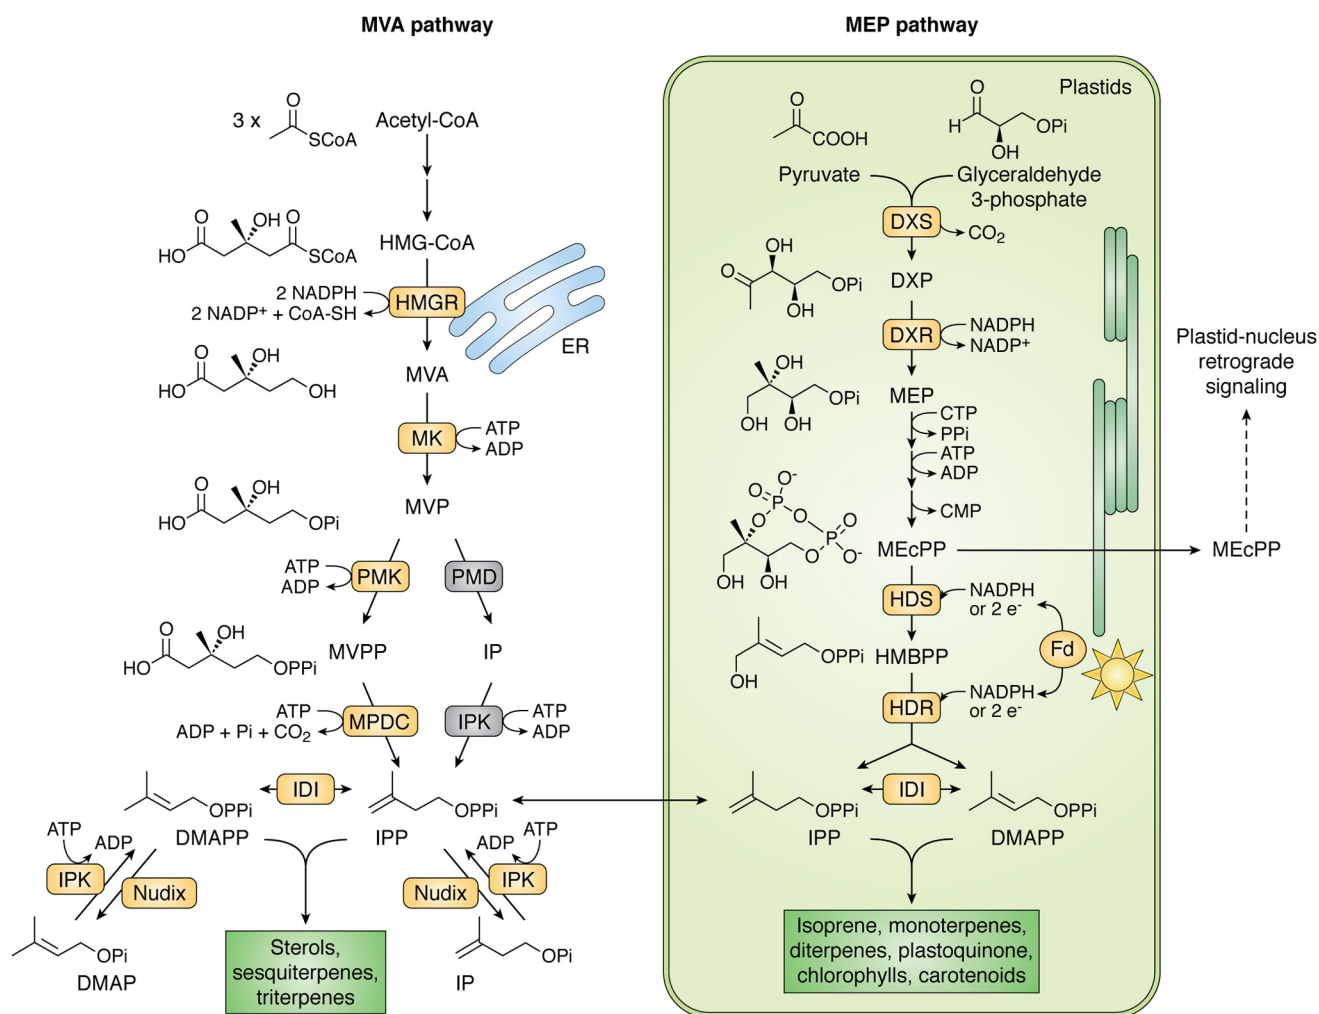 MVA pathway
3 x
SCoA
Acetyl-CoA
O
O
OH
O
HO
SCoA
HMG-CoA
2 NADPH
2 NADP⁺ + CoA-SH
HMGR
ER
O
OH
HO
OH
MVA
MK
ATP
ADP
MVP
O
OH
HO
OPi
ATP
ADP
PMK
PMD
O
OH
HO
OPPi
MVPP
IP
ATP
ADP + Pi + CO₂
MPDC
IPK
ATP
ADP
OPPi
DMAPP
IDI
OPPi
IPP
ATP
ADP
IPK
Nudix
Nudix
ADP
ATP
IPK
OPi
DMAP
Sterols,
sesquiterpenes,
triterpenes
OPi
IP
MEP pathway
Plastids
O
COOH
Pyruvate
O
H
OPi
OH
Glyceraldehyde
3-phosphate
DXS
CO₂
OH
O
OPi
OH
DXP
DXR
NADPH
NADP⁺
OH
OPi
OH
OH
MEP
CTP
PPi
ATP
ADP
CMP
O⁻
O
P
O
O
O
P
O
O⁻
OH
OH
MEcPP
MEcPP
Plastid-nucleus
retrograde
signaling
HDS
NADPH
or 2 e⁻
Fd
OPPi
OH
HMBPP
HDR
NADPH
or 2 e⁻
OPPi
IPP
IDI
OPPi
DMAPP
Isoprene, monoterpenes,
diterpenes, plastoquinone,
chlorophylls, carotenoids